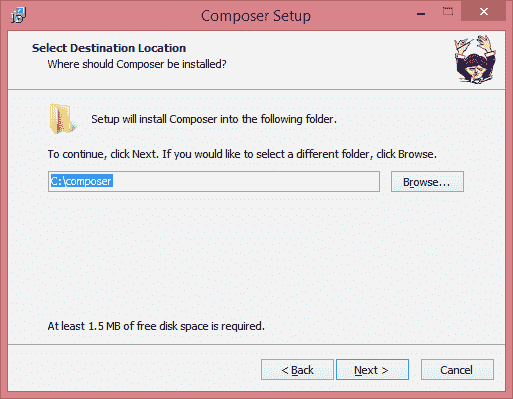 Composer Setup
Select Destination Location
Where should Composer be installed?
Setup will install Composer into the following folder.
To continue, click Next. If you would like to select a different folder, click Browse.
C:\composer
Browse...
At least 1.5 MB of free disk space is required.
< Back
Next >
Cancel